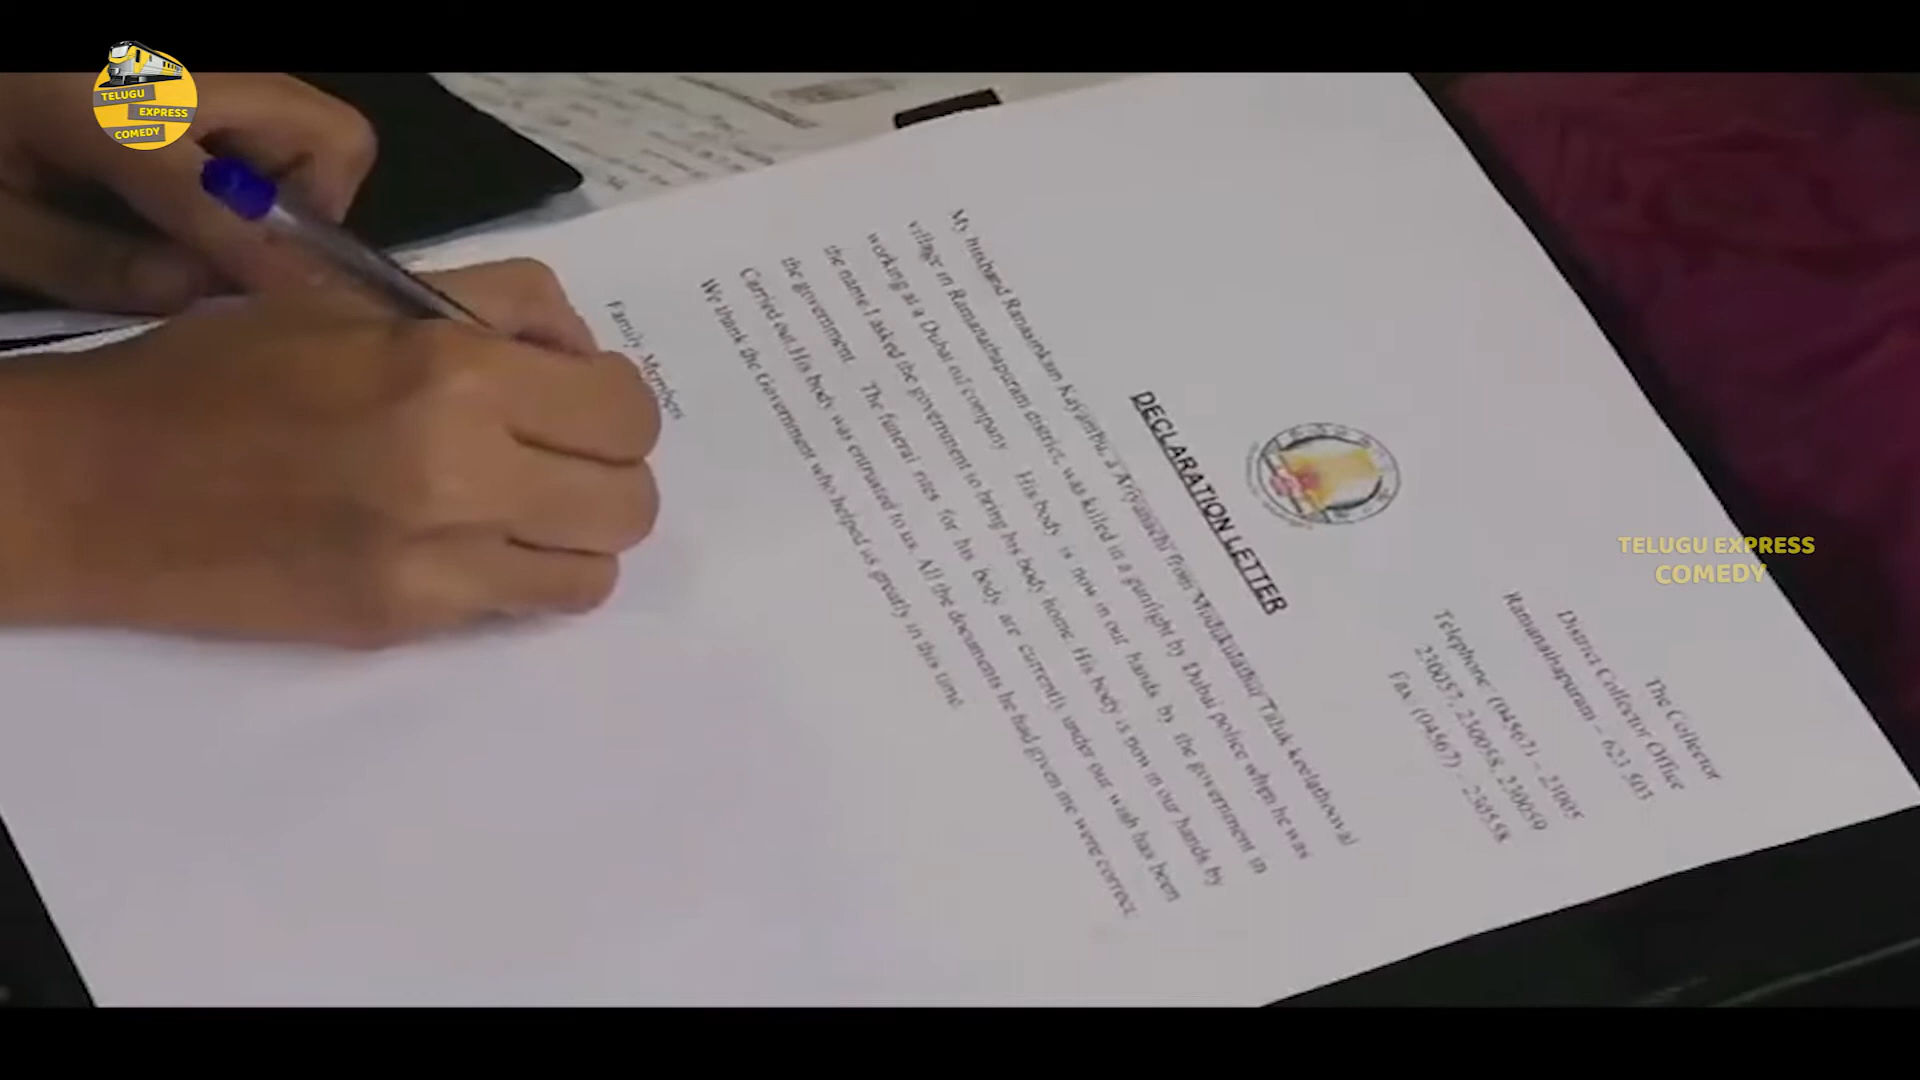 TELUGU
EXPRESS
COMEDY
The Collector
District Collector Office
Ramanathapuram – 623 503
Telephone (04567) – 23005
230057, 230058, 230059
Fax (04567) – 230558
DECLARATION LETTER
My husband Ranasinkam Kayambu, a Ariyanachi from Mudukulathur Taluk keelathooval
village in Ramanathapuram district, was killed in a gunfight by Dubai police when he was
working at a Dubai oil company His body is now in our hands by the government in
the name I asked the government to bring his body home. His body is now in our hands by
the government The funeral rites for his body are currently under our wish has been
Carried out.His body was entrusted to us. All the documents he had given me were correct.
We thank the Government who helped us greatly in this time.
Family Members
TELUGU EXPRESS
COMEDY